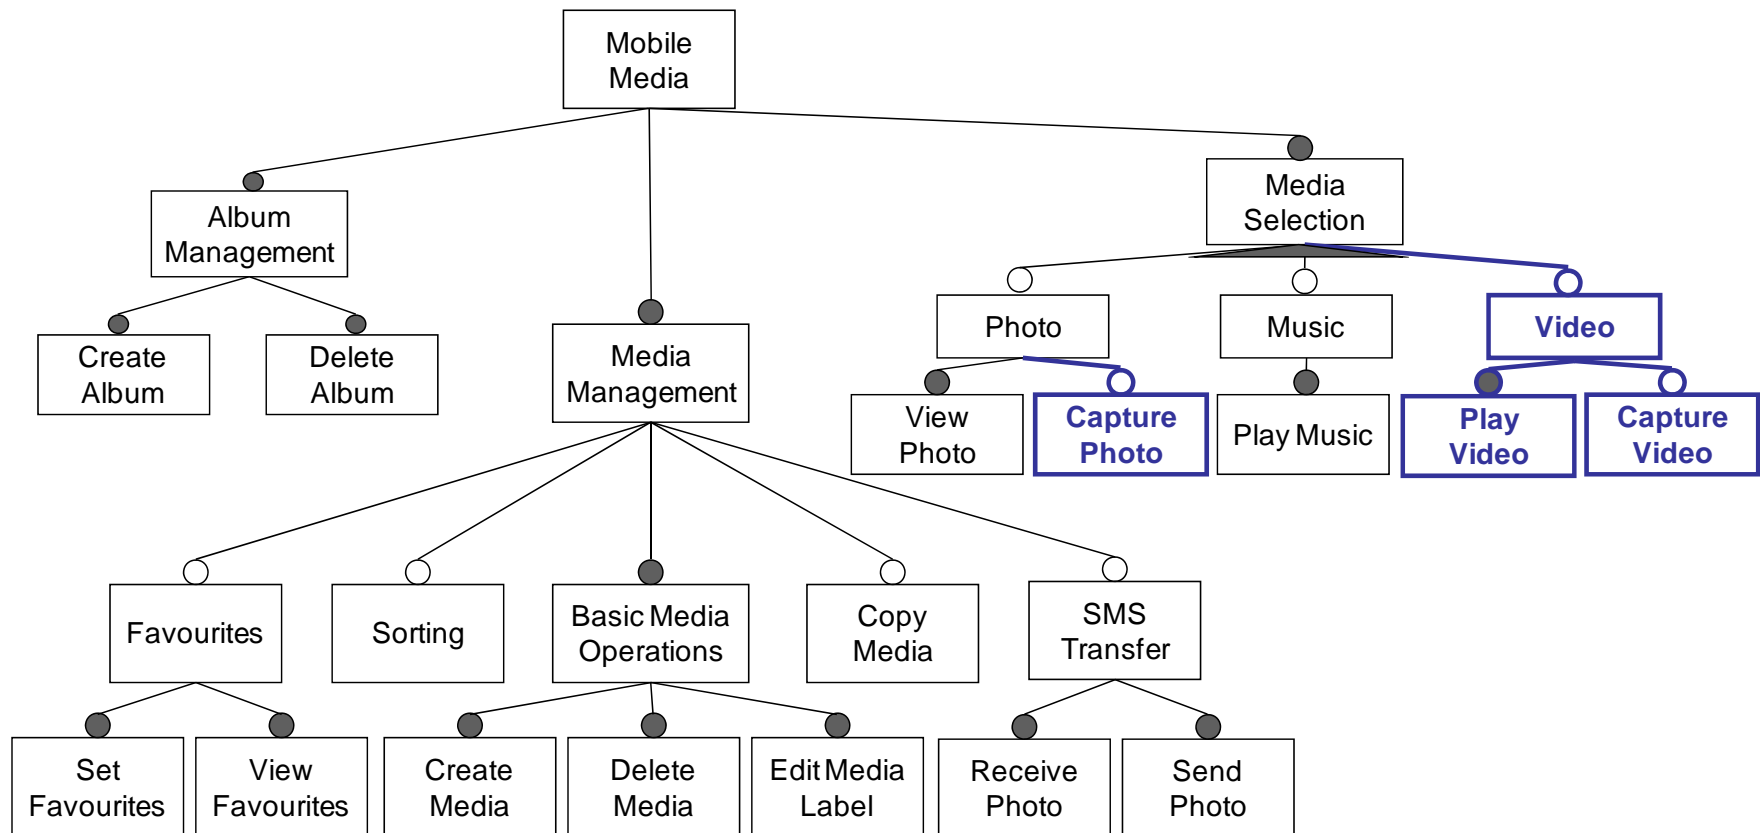 Mobile
Media
Album
Management
Media
Selection
Create
Album
Delete
Album
Media
Management
Photo
Music
Video
View
Photo
Capture
Photo
Play Music
Play
Video
Capture
Video
Favourites
Sorting
Basic Media
Operations
Copy
Media
SMS
Transfer
Set
Favourites
View
Favourites
Create
Media
Delete
Media
Edit Media
Label
Receive
Photo
Send
Photo